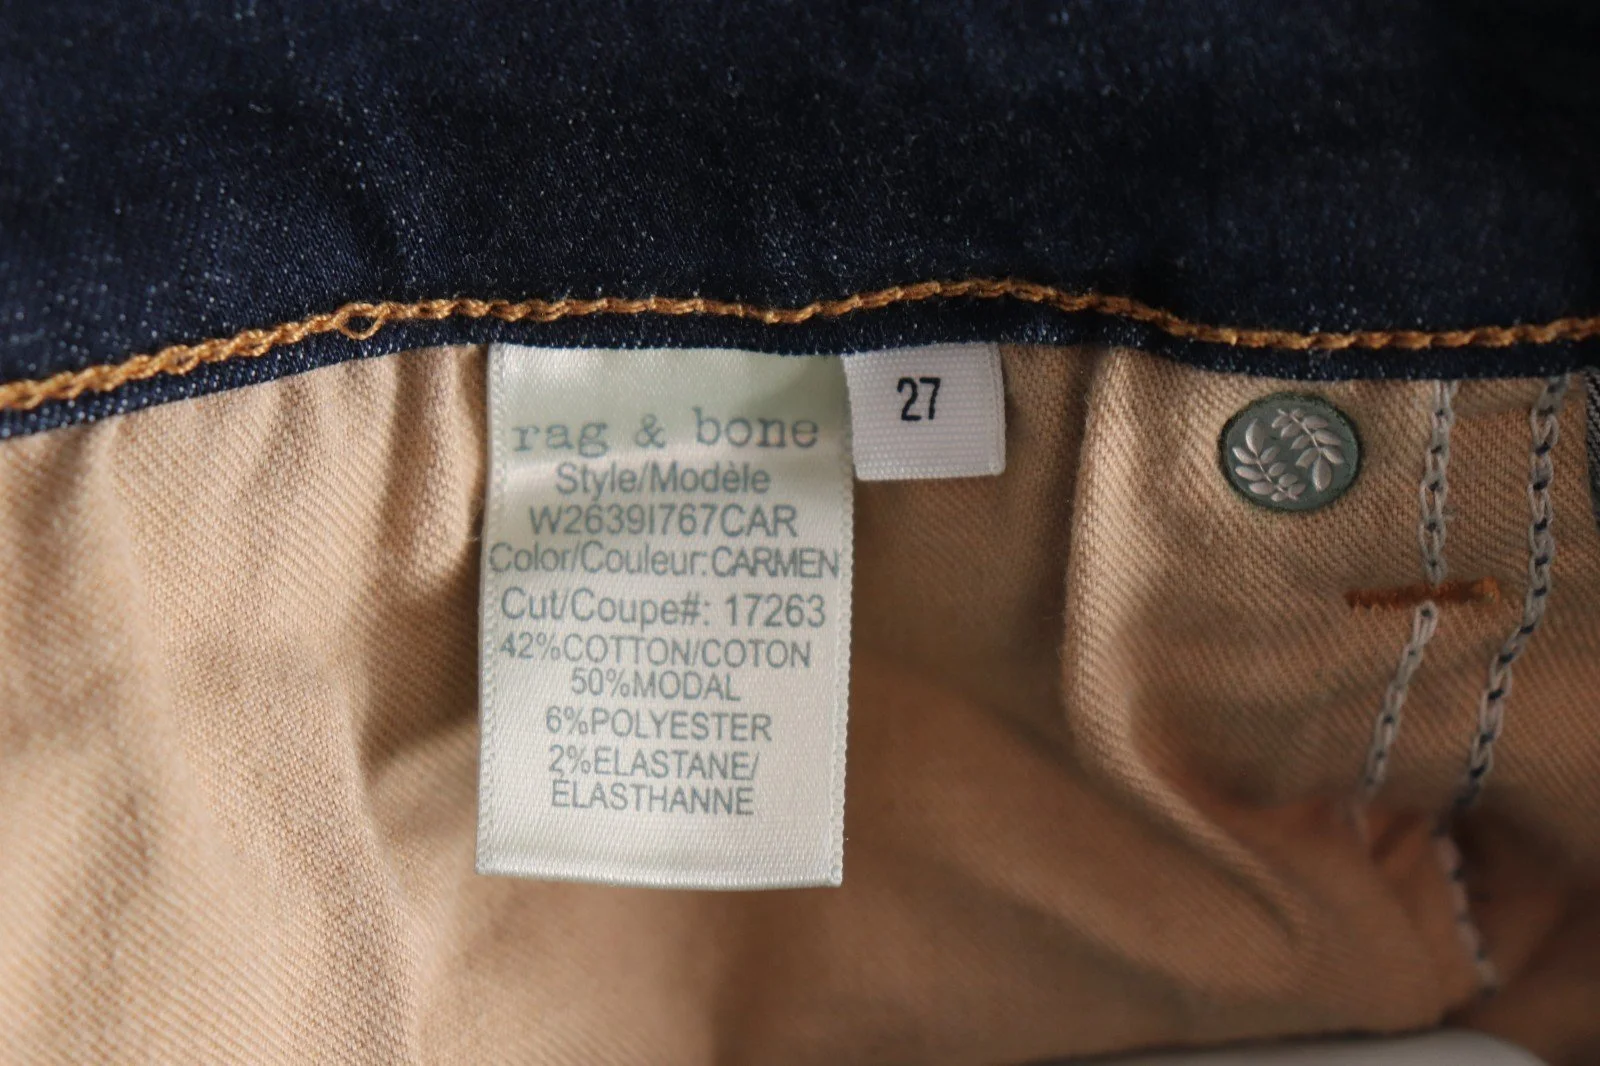 rag & bone
Style/Modèle
W2639I767CAR
Color/Couleur:CARMEN
Cut/Coupe#: 17263
42%COTTON/COTON
50%MODAL
6%POLYESTER
2%ELASTANE/
ÉLASTHANNE
27